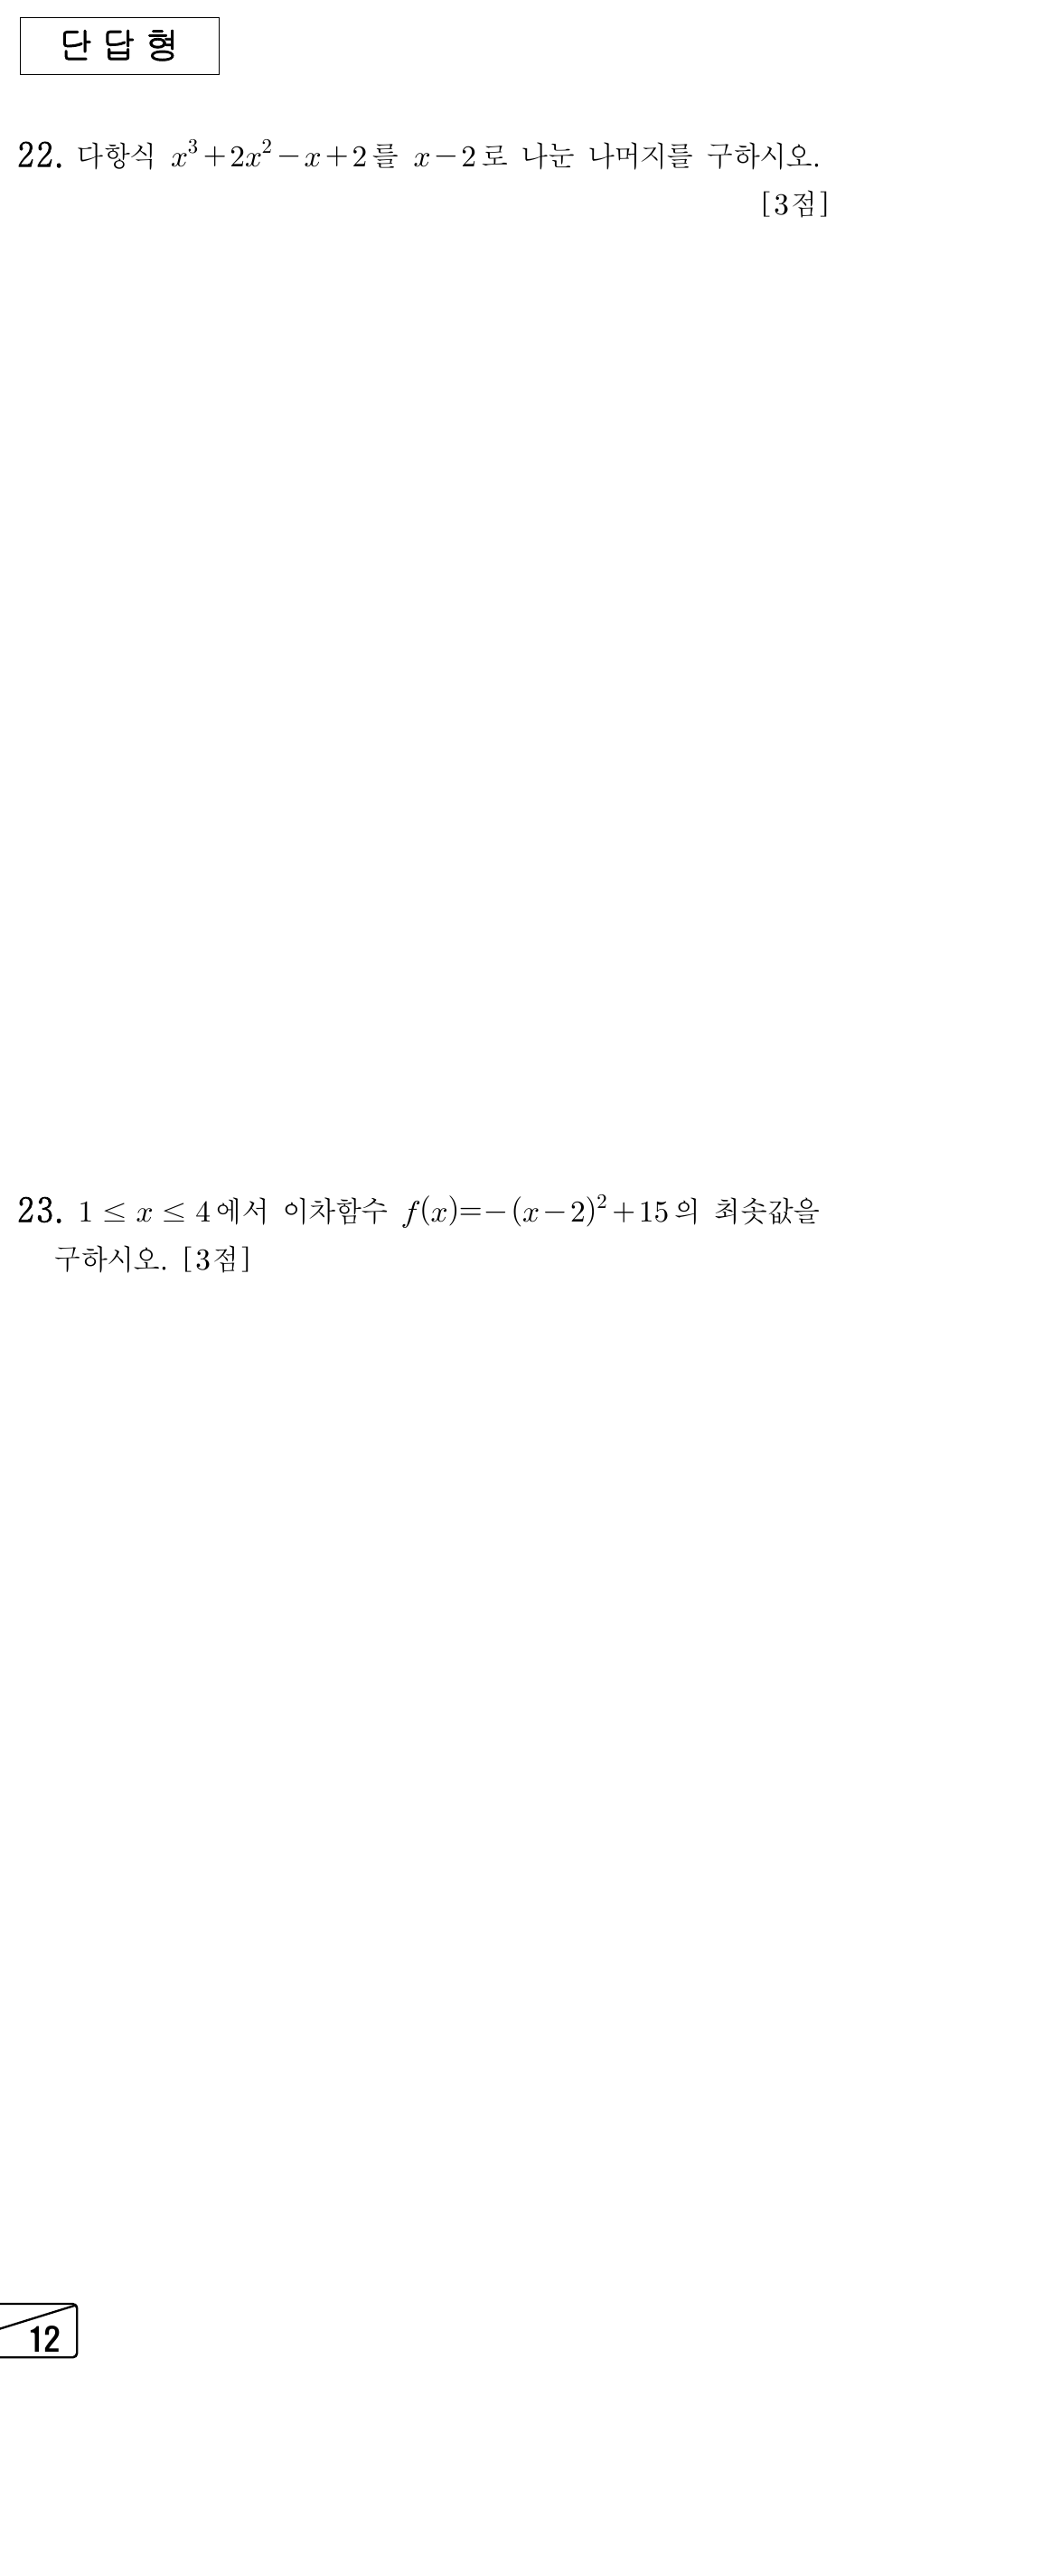 단 답 형
22. 다항식 x³+2x²−x+2를 x−2로 나눈 나머지를 구하시오.
[3점]
23. 1 ≤ x ≤ 4에서 이차함수 f(x)=−(x−2)²+15의 최솟값을
구하시오. [3점]
12